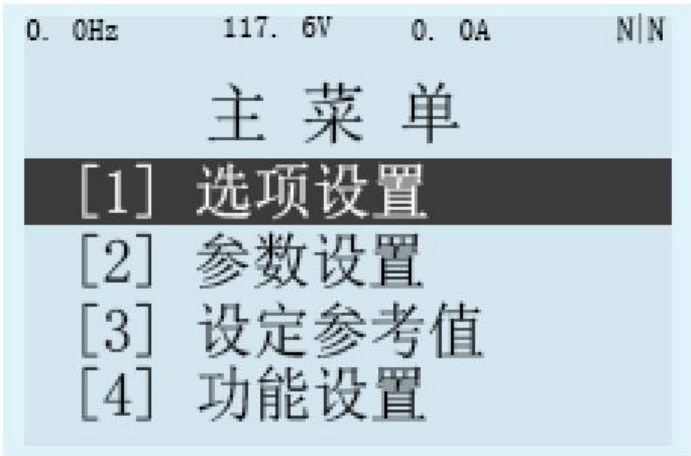 0. 0Hz 117. 6V 0. 0A N|N
主 菜 单
[1] 选项设置
[2] 参数设置
[3] 设定参考值
[4] 功能设置